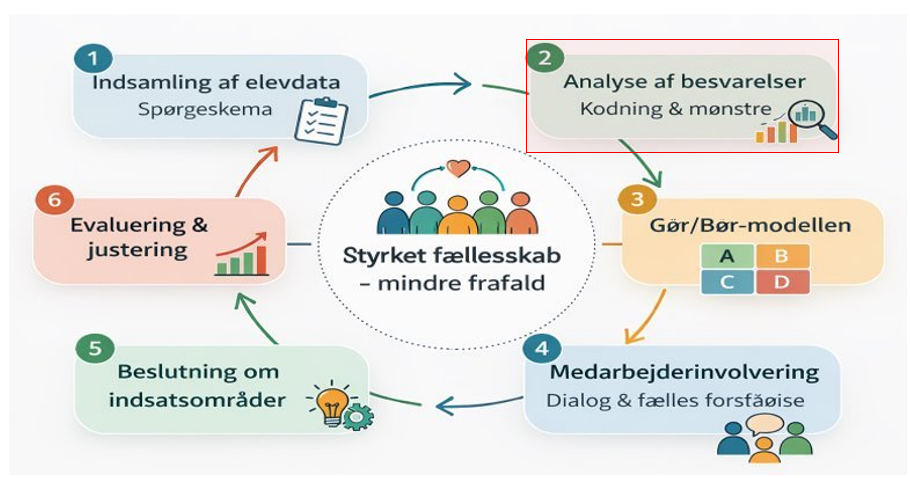 1
Indsamling af elevdata
Spørgeskema
2
Analyse af besvarelser
Kodning & mønstre
3
Gør/Bør-modellen
A B
C D
4
Medarbejderinvolvering
Dialog & fælles forsfåøise
5
Beslutning om
indsatsområder
6
Evaluering &
justering
Styrket fællesskab
– mindre frafald